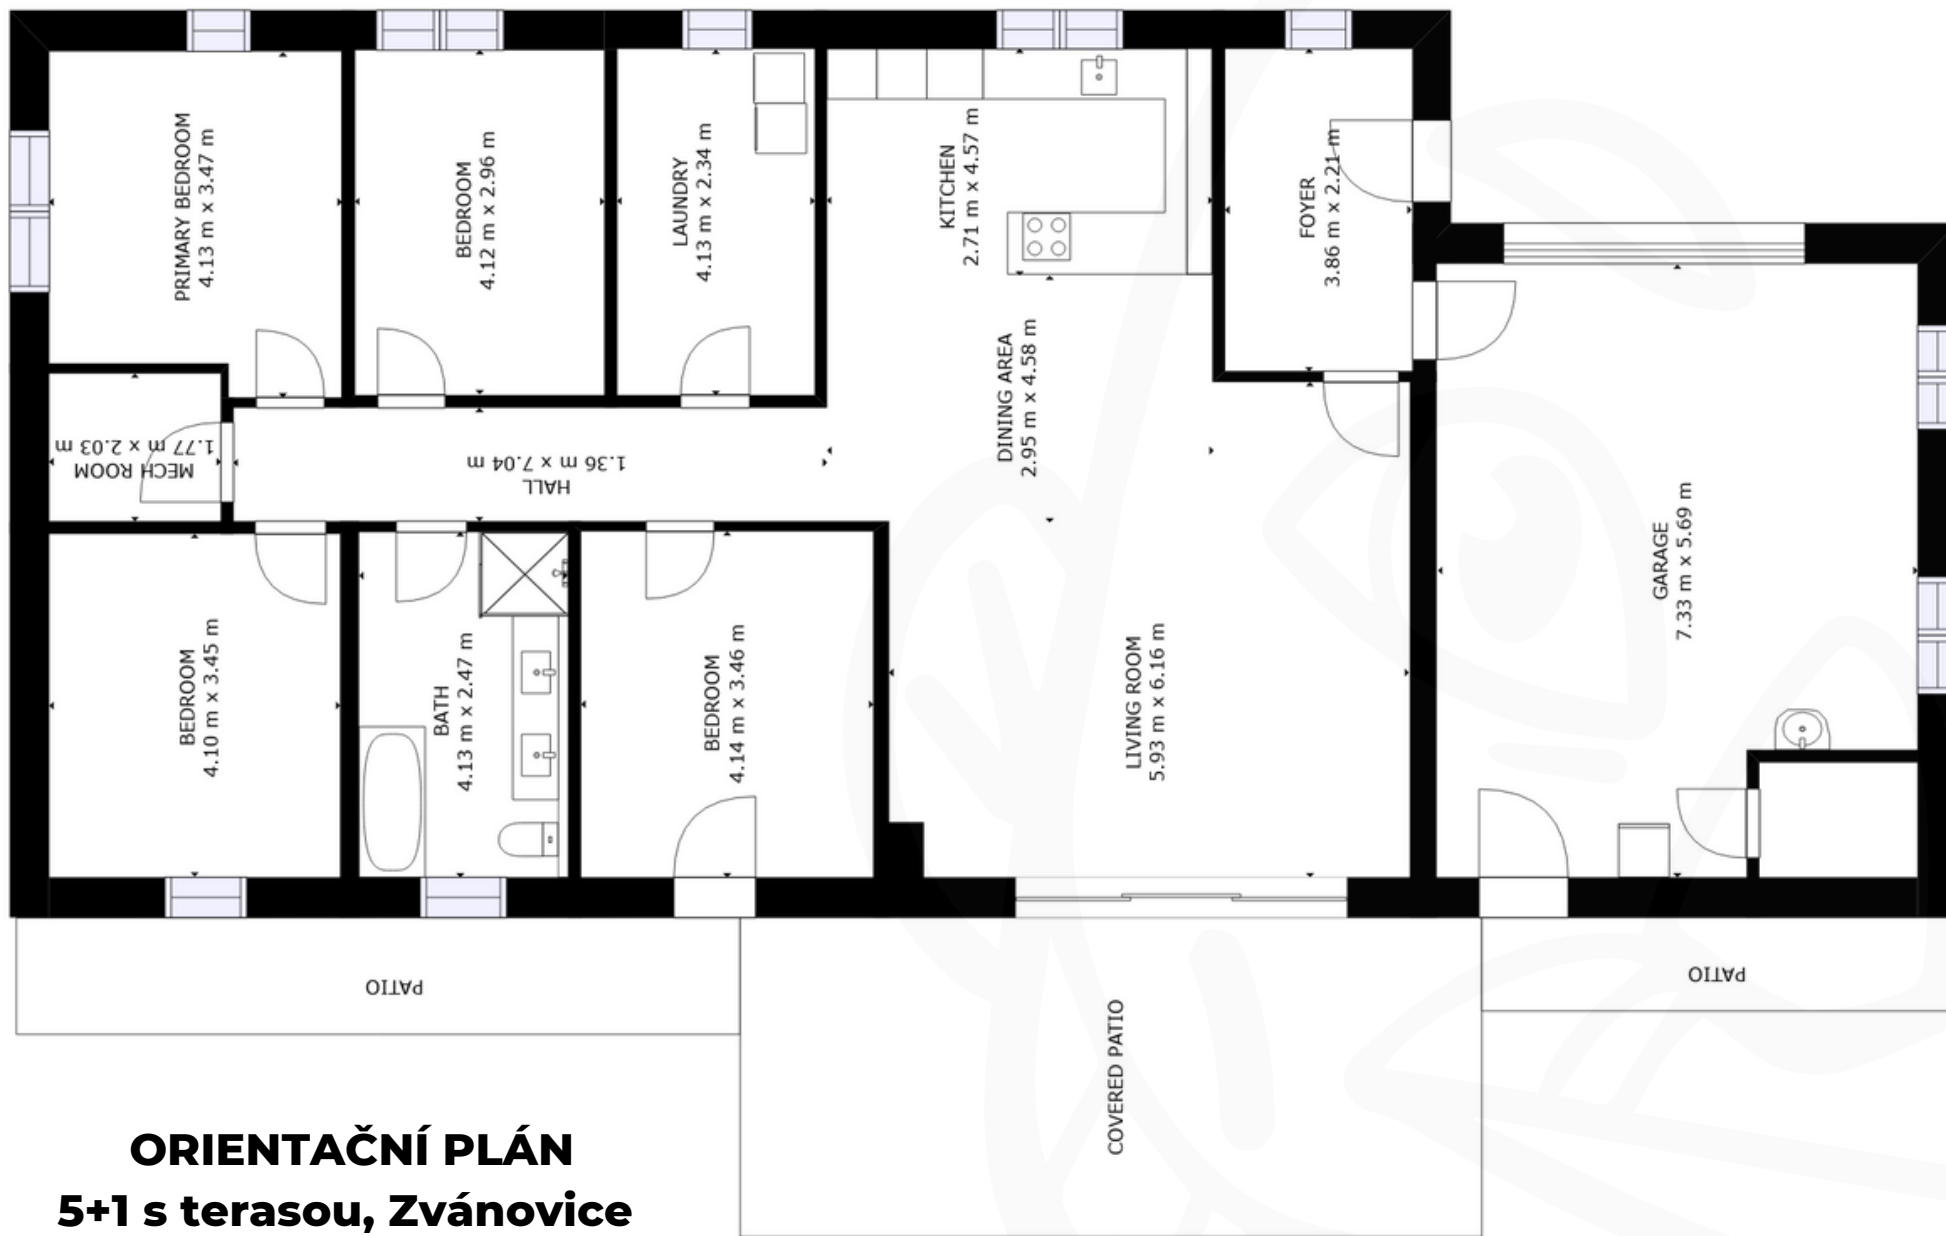 PRIMARY BEDROOM
4.13 m x 3.47 m
BEDROOM
4.12 m x 2.96 m
LAUNDRY
4.13 m x 2.34 m
KITCHEN
2.71 m x 4.57 m
FOYER
3.86 m x 2.21 m
DINING AREA
2.95 m x 4.58 m
MECH ROOM
1.77 m x 2.03 m
HALL
1.36 m x 7.04 m
GARAGE
7.33 m x 5.69 m
BEDROOM
4.10 m x 3.45 m
BATH
4.13 m x 2.47 m
BEDROOM
4.14 m x 3.46 m
LIVING ROOM
5.93 m x 6.16 m
PATIO
COVERED PATIO
PATIO
ORIENTAČNÍ PLÁN
5+1 s terasou, Zvánovice